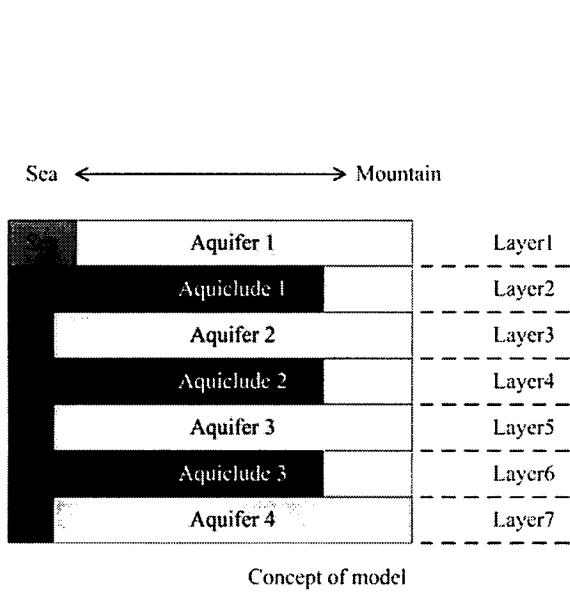 Sea Mountain
Aquifer 1 Layer1
Aquiclude 1 Layer2
Aquifer 2 Layer3
Aquiclude 2 Layer4
Aquifer 3 Layer5
Aquiclude 3 Layer6
Aquifer 4 Layer7
Concept of model